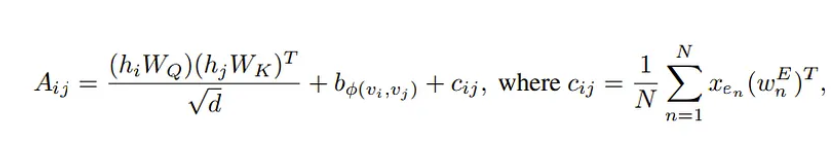 $A_{ij} = \frac{(h_i W_Q)(h_j W_K)^T}{\sqrt{d}} + b_{\phi(v_i, v_j)} + c_{ij}, \text{ where } c_{ij} = \frac{1}{N} \sum_{n=1}^{N} x_{e_n} (w_n^E)^T,$